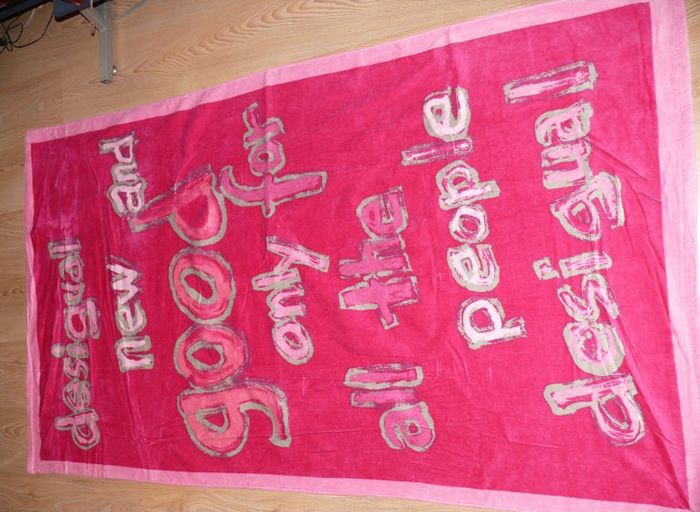 desigual
new and
good
only for
all the
people
desigual